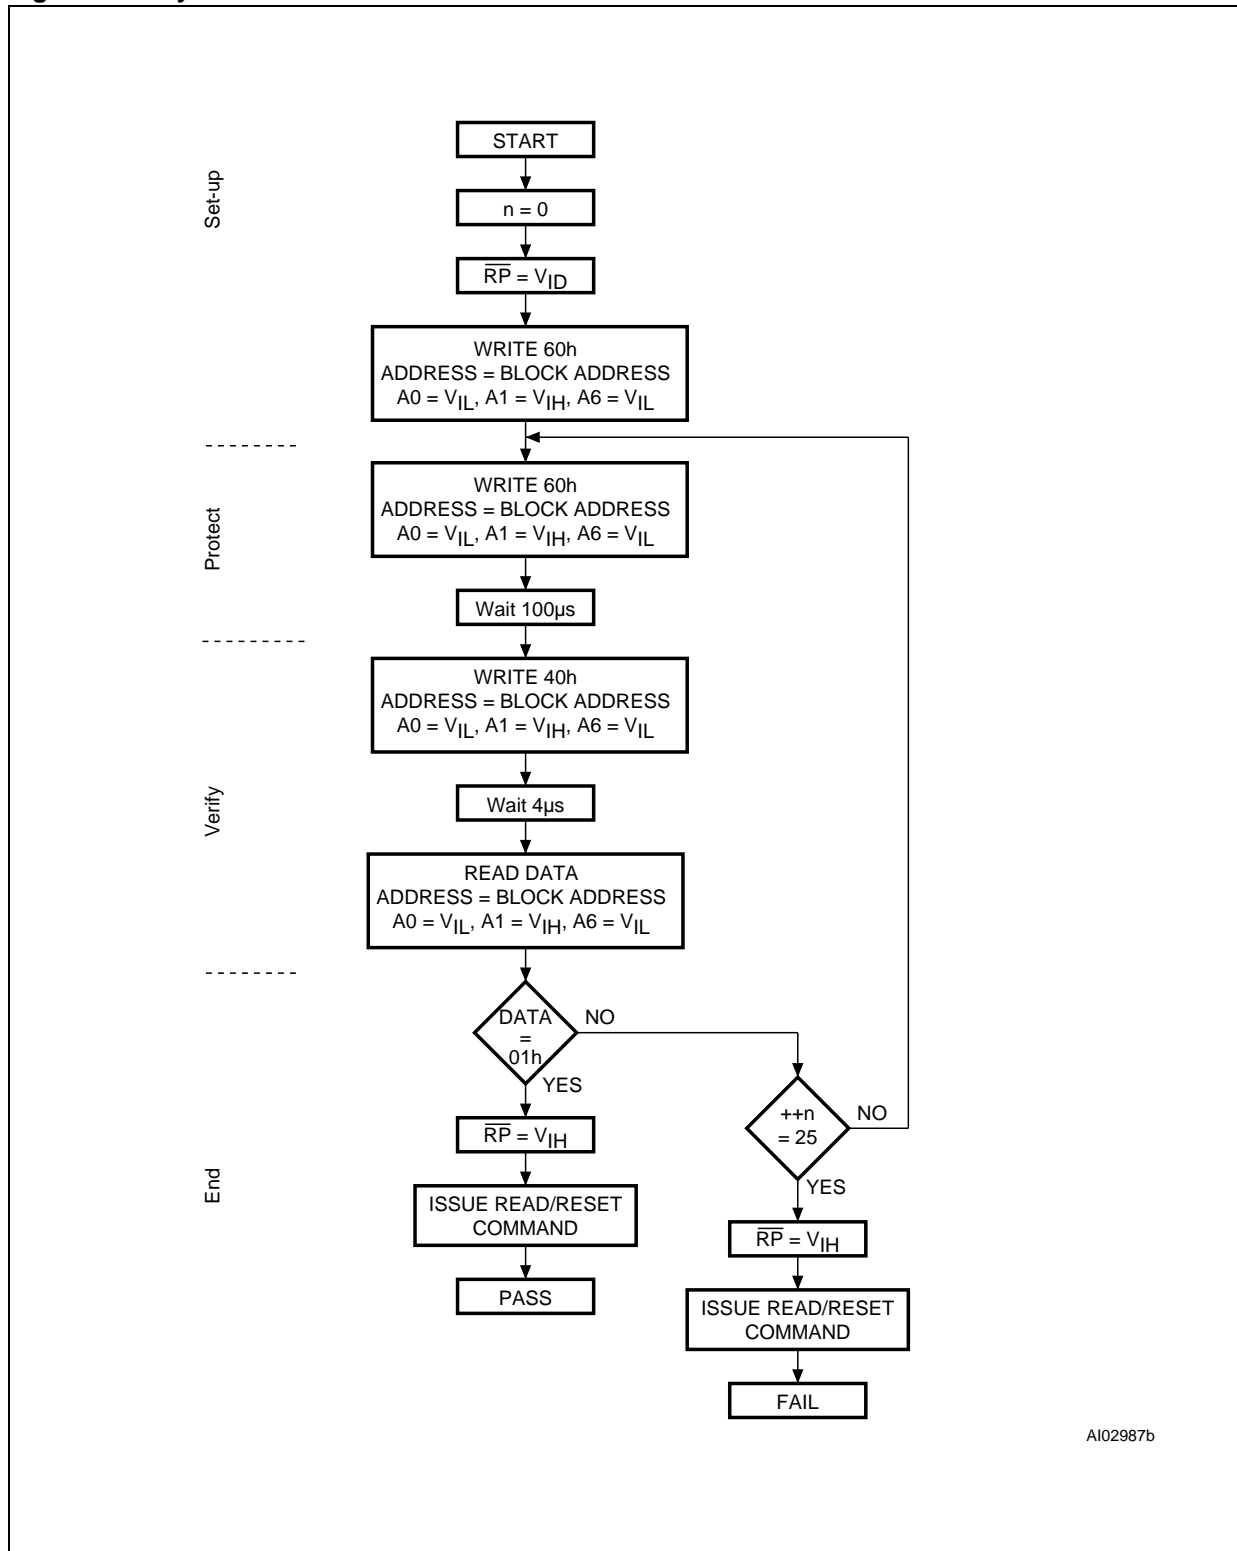 START
Set-up
n = 0
RP = VID
WRITE 60h
ADDRESS = BLOCK ADDRESS
A0 = VIL, A1 = VIH, A6 = VIL
Protect
WRITE 60h
ADDRESS = BLOCK ADDRESS
A0 = VIL, A1 = VIH, A6 = VIL
Wait 100µs
WRITE 40h
ADDRESS = BLOCK ADDRESS
A0 = VIL, A1 = VIH, A6 = VIL
Verify
Wait 4µs
READ DATA
ADDRESS = BLOCK ADDRESS
A0 = VIL, A1 = VIH, A6 = VIL
DATA
=
01h
NO
YES
++n
= 25
NO
YES
End
RP = VIH
ISSUE READ/RESET
COMMAND
PASS
RP = VIH
ISSUE READ/RESET
COMMAND
FAIL
AI02987b